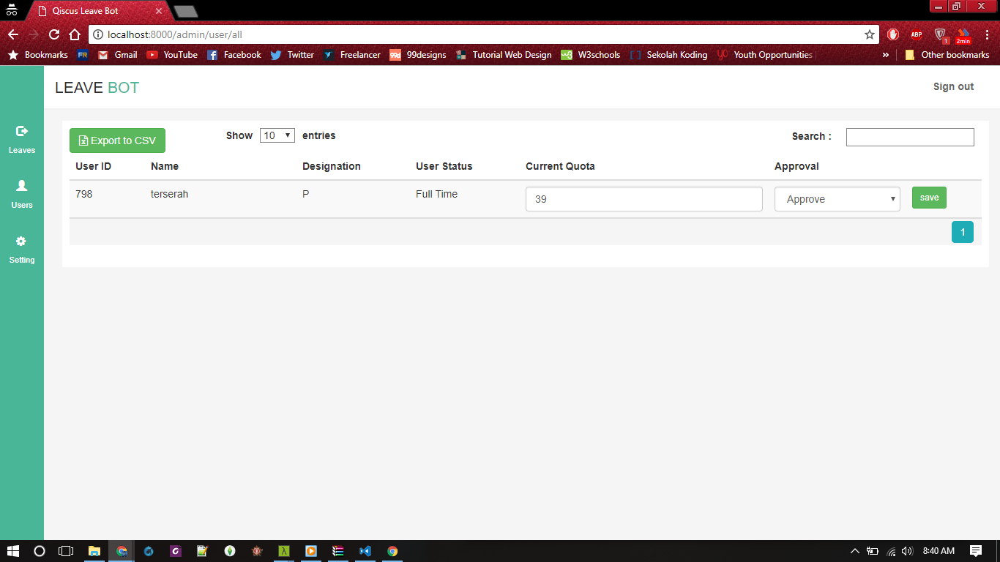 Qiscus Leave Bot
localhost:8000/admin/user/all
ABP
1
2min
Bookmarks FR Gmail YouTube Facebook Twitter Freelancer 99d 99designs Tutorial Web Design W3schools Sekolah Koding YO Youth Opportunities » Other bookmarks
LEAVE BOT
Sign out
Leaves
Users
Setting
Export to CSV
Show 10 entries
Search :
User ID Name Designation User Status Current Quota Approval
798 terserah P Full Time 39 Approve save
1
8:40 AM